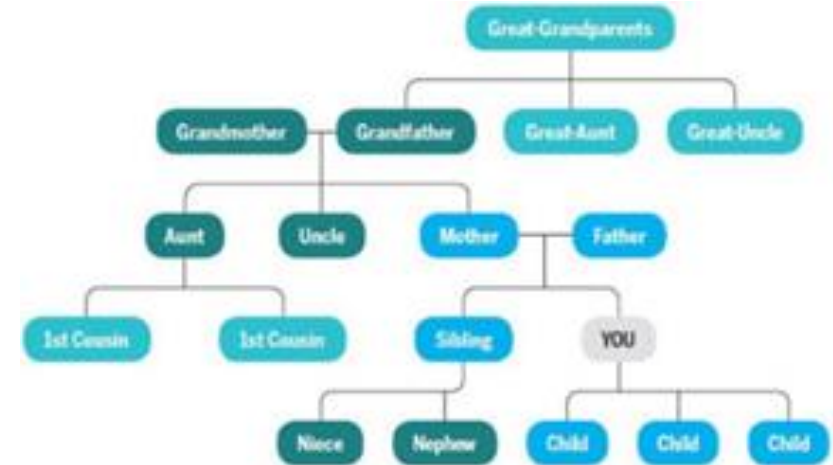 Great-Grandparents
Grandmother
Grandfather
Great-Aunt
Great-Uncle
Aunt
Uncle
Mother
Father
1st Cousin
1st Cousin
Sibling
YOU
Niece
Nephew
Child
Child
Child